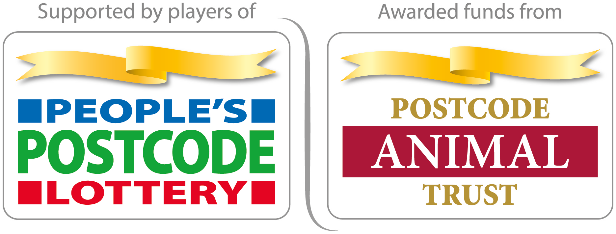 Supported by players of
PEOPLE'S
POSTCODE
LOTTERY
Awarded funds from
POSTCODE
ANIMAL
TRUST